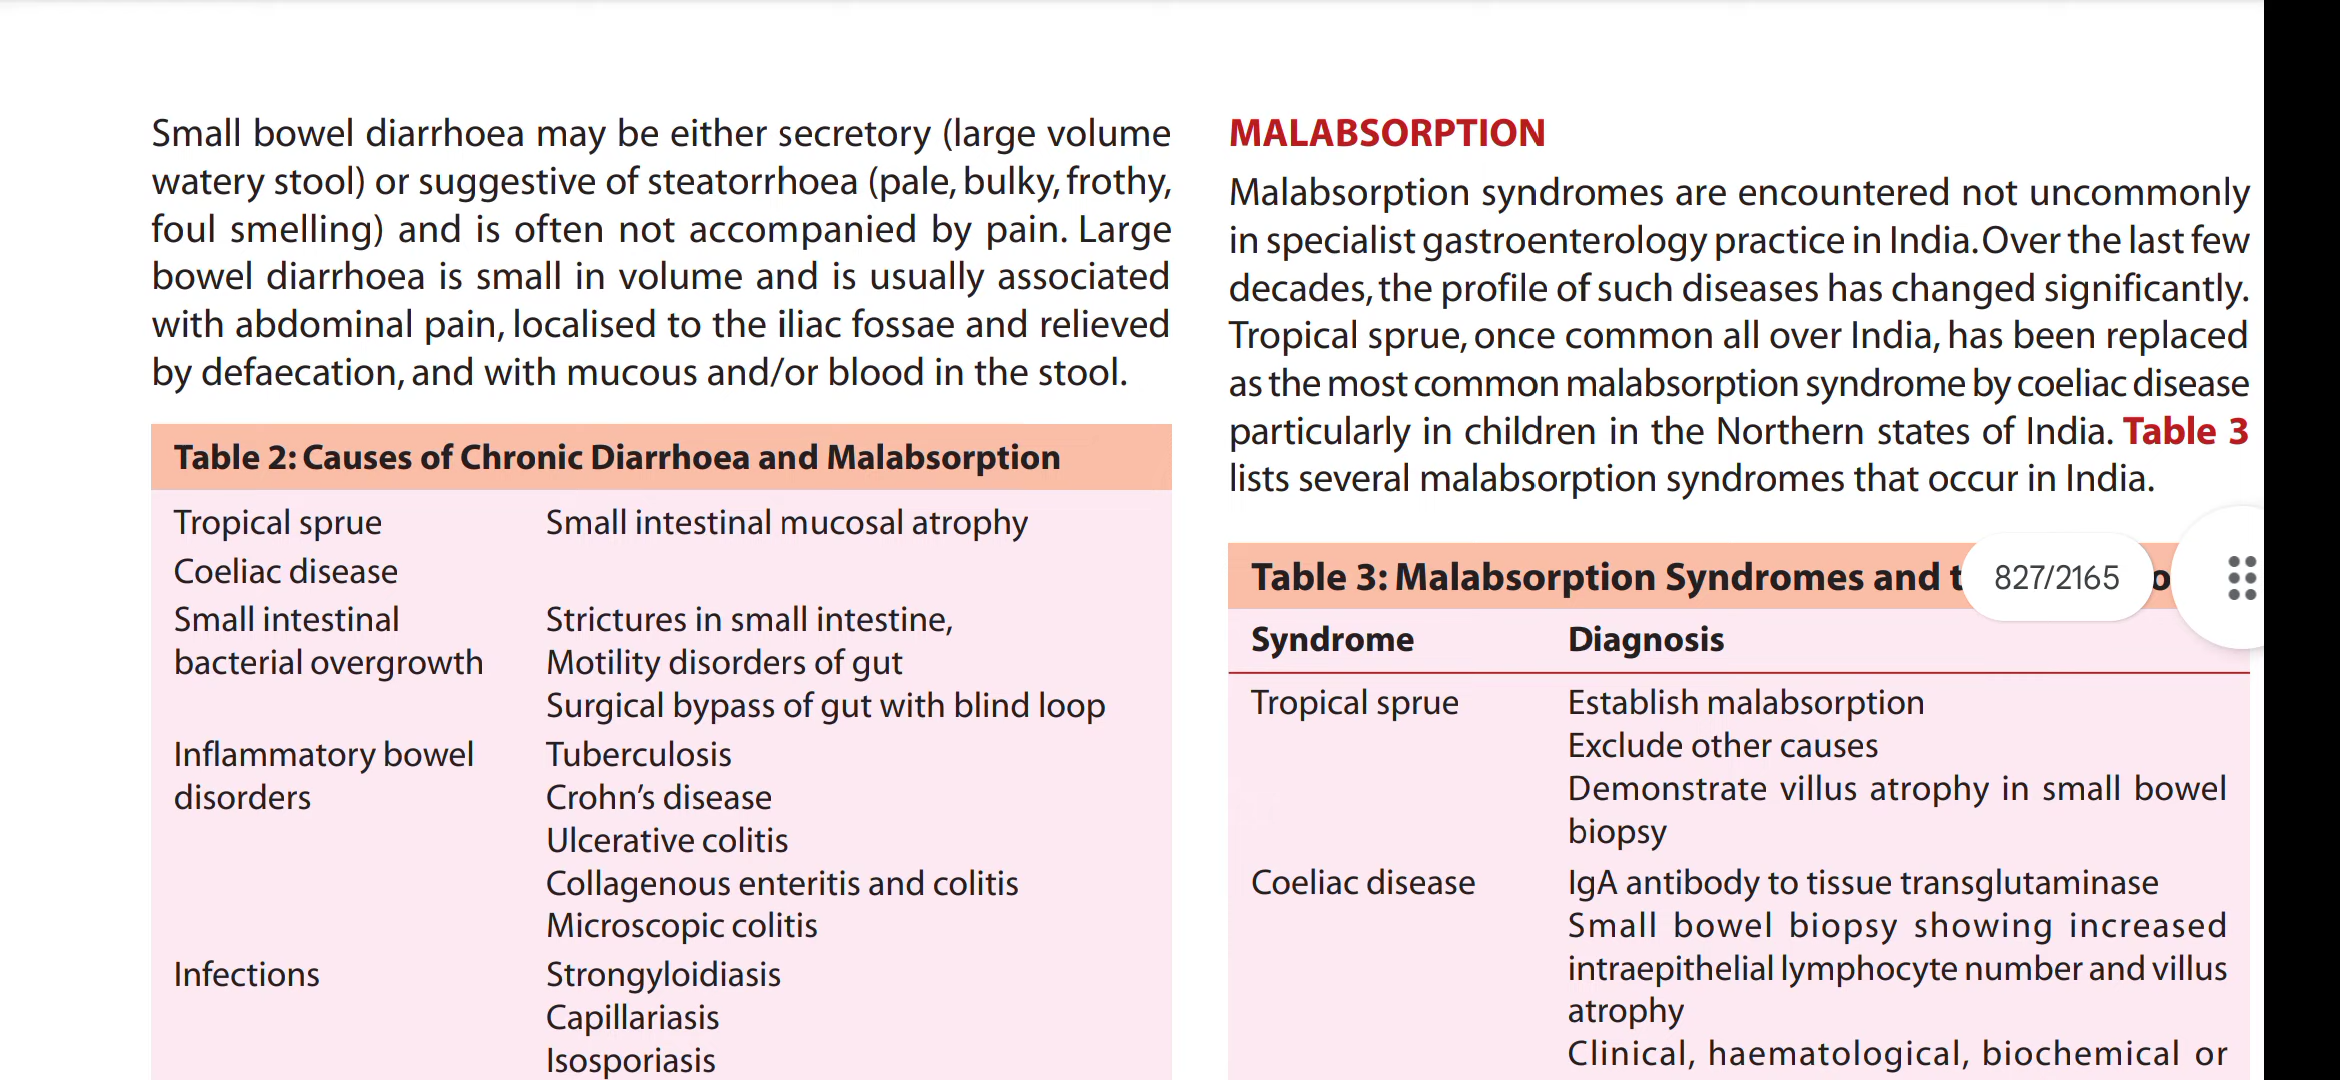 Small bowel diarrhoea may be either secretory (large volume
watery stool) or suggestive of steatorrhoea (pale, bulky, frothy,
foul smelling) and is often not accompanied by pain. Large
bowel diarrhoea is small in volume and is usually associated
with abdominal pain, localised to the iliac fossae and relieved
by defaecation, and with mucous and/or blood in the stool.
Table 2: Causes of Chronic Diarrhoea and Malabsorption
Tropical sprue Small intestinal mucosal atrophy
Coeliac disease
Small intestinal Strictures in small intestine,
bacterial overgrowth Motility disorders of gut
Surgical bypass of gut with blind loop
Inflammatory bowel Tuberculosis
disorders Crohn's disease
Ulcerative colitis
Collagenous enteritis and colitis
Microscopic colitis
Infections Strongyloidiasis
Capillariasis
Isosporiasis
MALABSORPTION
Malabsorption syndromes are encountered not uncommonly
in specialist gastroenterology practice in India. Over the last few
decades, the profile of such diseases has changed significantly.
Tropical sprue, once common all over India, has been replaced
as the most common malabsorption syndrome by coeliac disease
particularly in children in the Northern states of India. Table 3
lists several malabsorption syndromes that occur in India.
Table 3: Malabsorption Syndromes and
827/2165
Syndrome Diagnosis
Tropical sprue Establish malabsorption
Exclude other causes
Demonstrate villus atrophy in small bowel
biopsy
Coeliac disease IgA antibody to tissue transglutaminase
Small bowel biopsy showing increased
intraepithelial lymphocyte number and villus
atrophy
Clinical, haematological, biochemical or